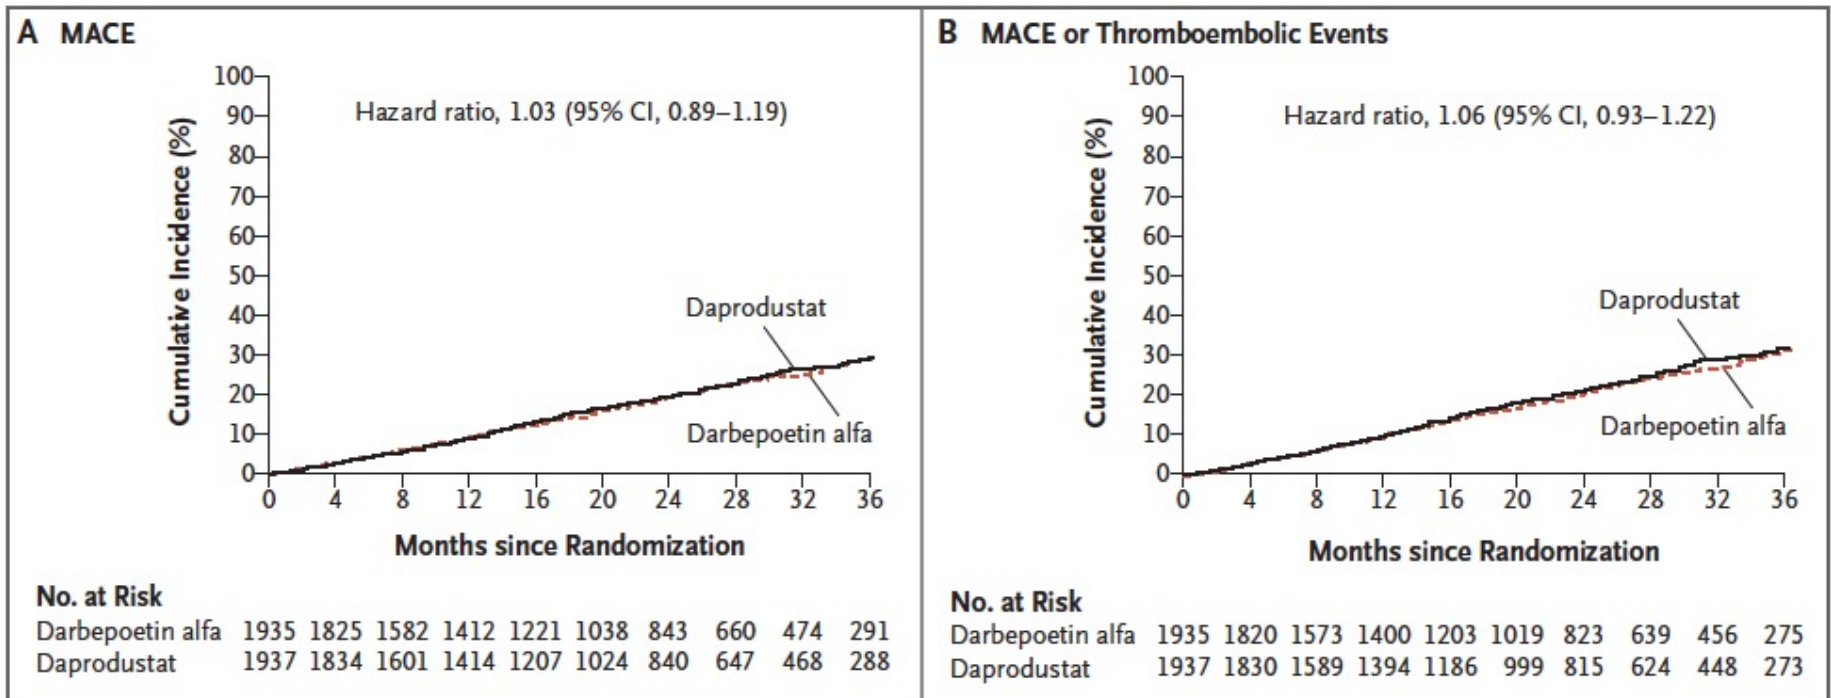 A MACE
Cumulative Incidence (%)
100
90
80
70
60
50
40
30
20
10
0
Hazard ratio, 1.03 (95% CI, 0.89–1.19)
Daprodustat
Darbepoetin alfa
0 4 8 12 16 20 24 28 32 36
Months since Randomization
No. at Risk
Darbepoetin alfa 1935 1825 1582 1412 1221 1038 843 660 474 291
Daprodustat 1937 1834 1601 1414 1207 1024 840 647 468 288
B MACE or Thromboembolic Events
Cumulative Incidence (%)
100
90
80
70
60
50
40
30
20
10
0
Hazard ratio, 1.06 (95% CI, 0.93–1.22)
Daprodustat
Darbepoetin alfa
0 4 8 12 16 20 24 28 32 36
Months since Randomization
No. at Risk
Darbepoetin alfa 1935 1820 1573 1400 1203 1019 823 639 456 275
Daprodustat 1937 1830 1589 1394 1186 999 815 624 448 273